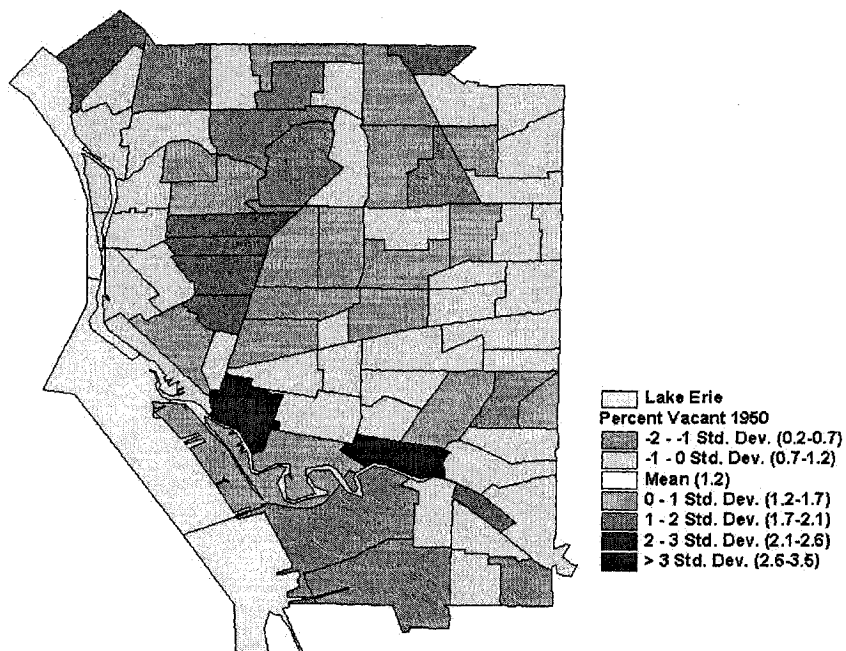 Lake Erie
Percent Vacant 1950
-2 - -1 Std. Dev. (0.2-0.7)
-1 - 0 Std. Dev. (0.7-1.2)
Mean (1.2)
0 - 1 Std. Dev. (1.2-1.7)
1 - 2 Std. Dev. (1.7-2.1)
2 - 3 Std. Dev. (2.1-2.6)
> 3 Std. Dev. (2.6-3.5)